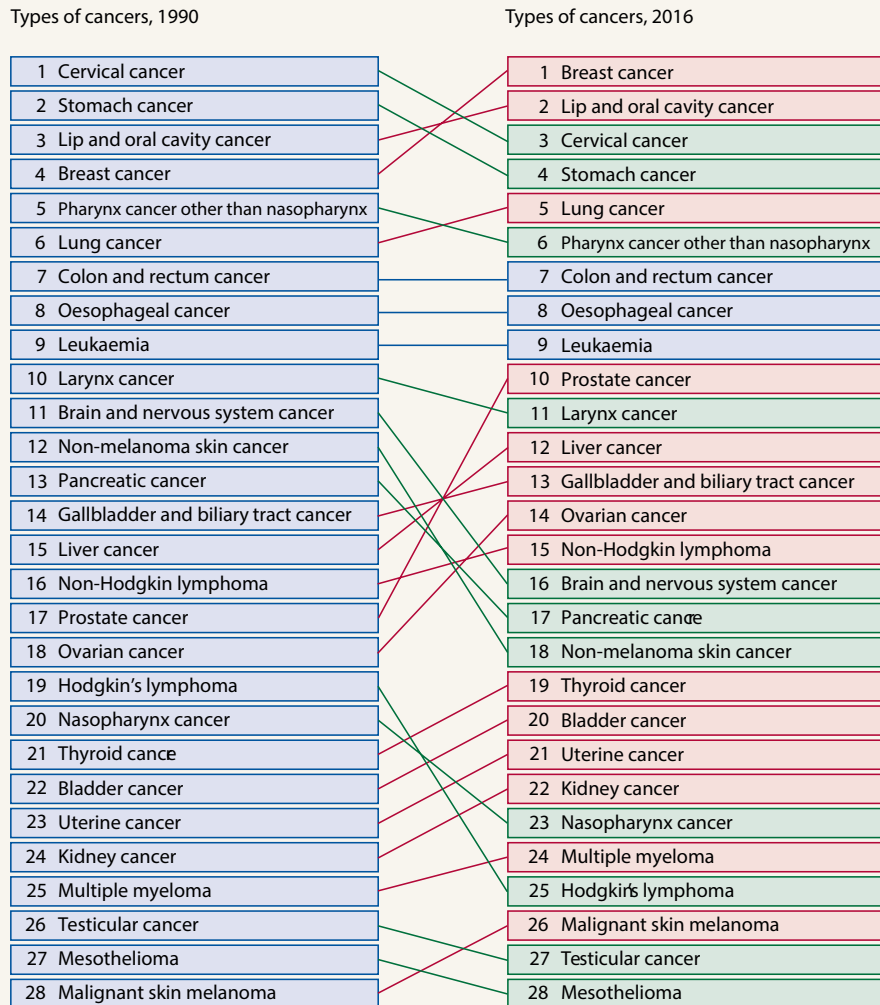 Types of cancers, 1990
1 Cervical cancer
2 Stomach cancer
3 Lip and oral cavity cancer
4 Breast cancer
5 Pharynx cancer other than nasopharynx
6 Lung cancer
7 Colon and rectum cancer
8 Oesophageal cancer
9 Leukaemia
10 Larynx cancer
11 Brain and nervous system cancer
12 Non-melanoma skin cancer
13 Pancreatic cancer
14 Gallbladder and biliary tract cancer
15 Liver cancer
16 Non-Hodgkin lymphoma
17 Prostate cancer
18 Ovarian cancer
19 Hodgkin's lymphoma
20 Nasopharynx cancer
21 Thyroid cancer
22 Bladder cancer
23 Uterine cancer
24 Kidney cancer
25 Multiple myeloma
26 Testicular cancer
27 Mesothelioma
28 Malignant skin melanoma
Types of cancers, 2016
1 Breast cancer
2 Lip and oral cavity cancer
3 Cervical cancer
4 Stomach cancer
5 Lung cancer
6 Pharynx cancer other than nasopharynx
7 Colon and rectum cancer
8 Oesophageal cancer
9 Leukaemia
10 Prostate cancer
11 Larynx cancer
12 Liver cancer
13 Gallbladder and biliary tract cancer
14 Ovarian cancer
15 Non-Hodgkin lymphoma
16 Brain and nervous system cancer
17 Pancreatic cancer
18 Non-melanoma skin cancer
19 Thyroid cancer
20 Bladder cancer
21 Uterine cancer
22 Kidney cancer
23 Nasopharynx cancer
24 Multiple myeloma
25 Hodgkin's lymphoma
26 Malignant skin melanoma
27 Testicular cancer
28 Mesothelioma